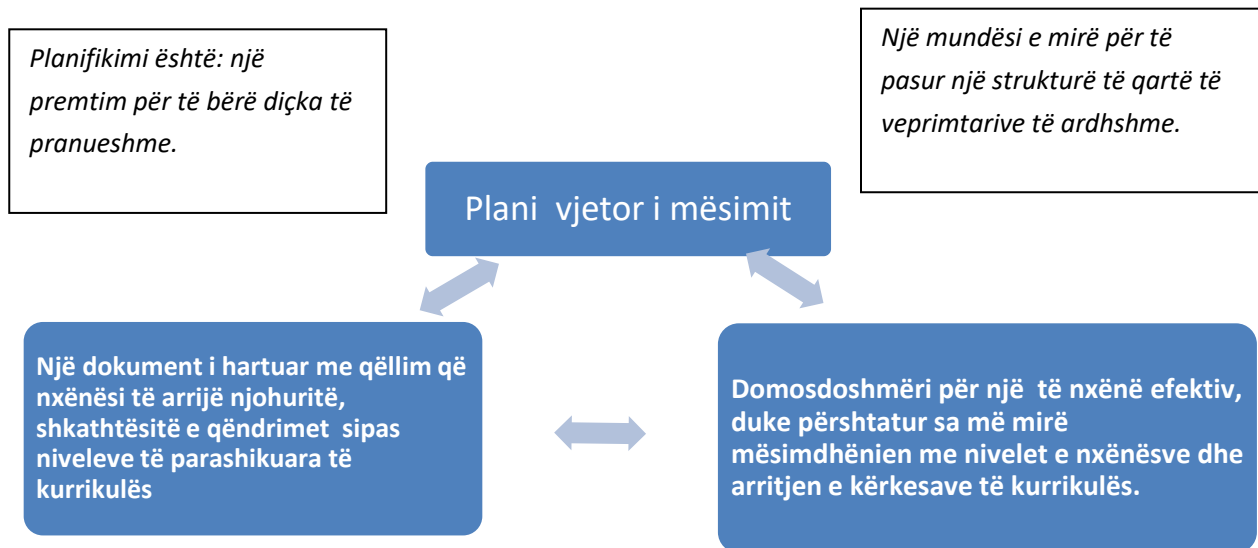 Planifikimi është: një
premtim për të bërë diçka të
pranueshme.
Një mundësi e mirë për të
pasur një strukturë të qartë të
veprimtarive të ardhshme.
Plani  vjetor i mësimit
Një dokument i hartuar me qëllim që
nxënësi të arrijë njohuritë,
shkathtësitë e qëndrimet  sipas
niveleve të parashikuara të
kurrikulës
Domosdoshmëri për një  të nxënë efektiv,
duke përshtatur sa më mirë
mësimdhënien me nivelet e nxënësve dhe
arritjen e kërkesave të kurrikulës.